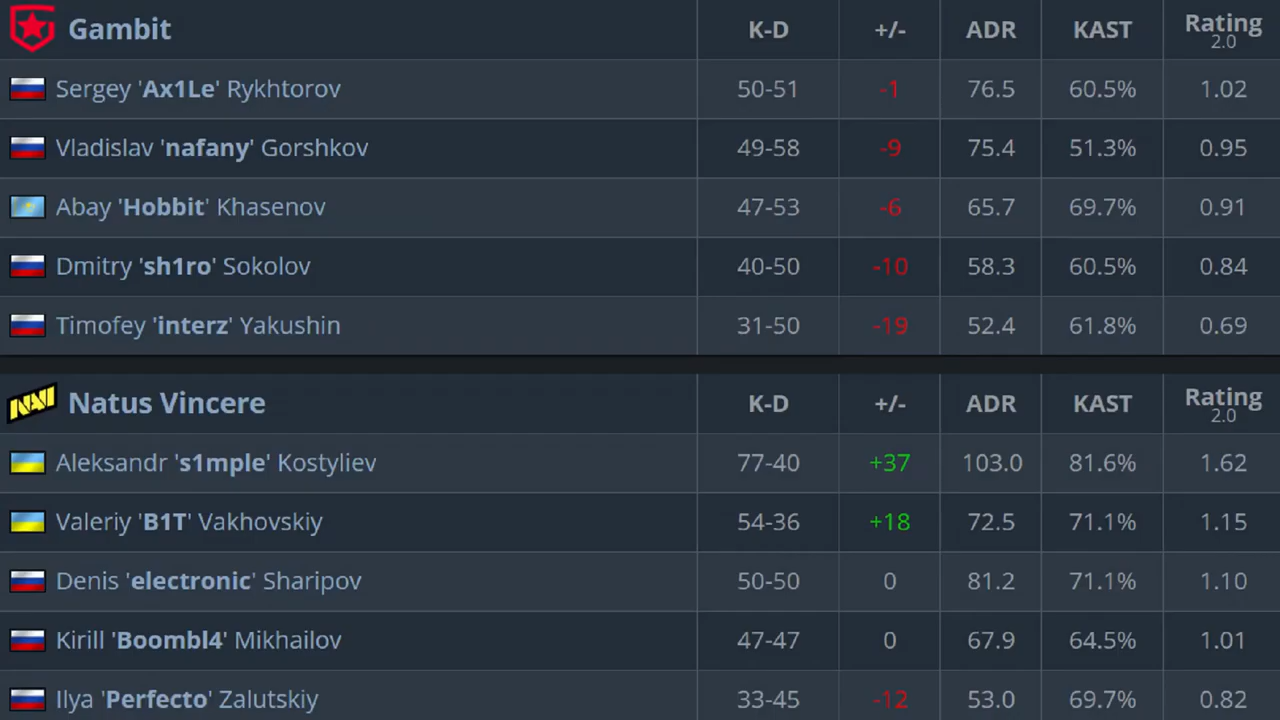 Gambit K-D +/- ADR KAST Rating 2.0
Sergey 'Ax1Le' Rykhtorov 50-51 -1 76.5 60.5% 1.02
Vladislav 'nafany' Gorshkov 49-58 -9 75.4 51.3% 0.95
Abay 'Hobbit' Khasenov 47-53 -6 65.7 69.7% 0.91
Dmitry 'sh1ro' Sokolov 40-50 -10 58.3 60.5% 0.84
Timofey 'interz' Yakushin 31-50 -19 52.4 61.8% 0.69
NAVI Natus Vincere K-D +/- ADR KAST Rating 2.0
Aleksandr 's1mple' Kostyliev 77-40 +37 103.0 81.6% 1.62
Valeriy 'B1T' Vakhovskiy 54-36 +18 72.5 71.1% 1.15
Denis 'electronic' Sharipov 50-50 0 81.2 71.1% 1.10
Kirill 'Boombl4' Mikhailov 47-47 0 67.9 64.5% 1.01
Ilya 'Perfecto' Zalutskiy 33-45 -12 53.0 69.7% 0.82